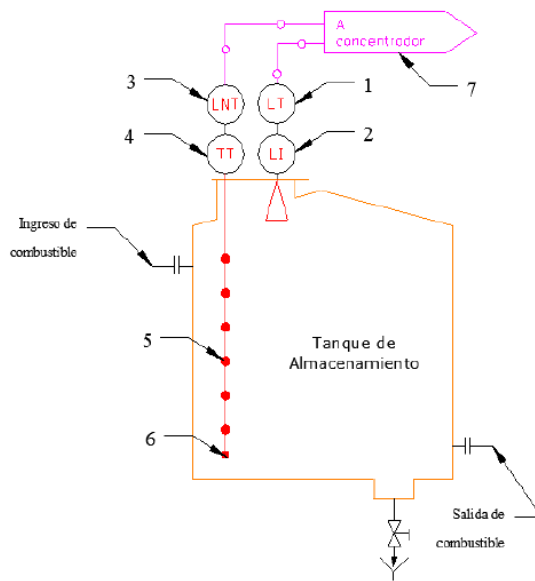 A
concentrador
3
LNT
LT
1
7
4
TT
LI
2
Ingreso de
combustible
5
Tanque de
Almacenamiento
6
Salida de
combustible